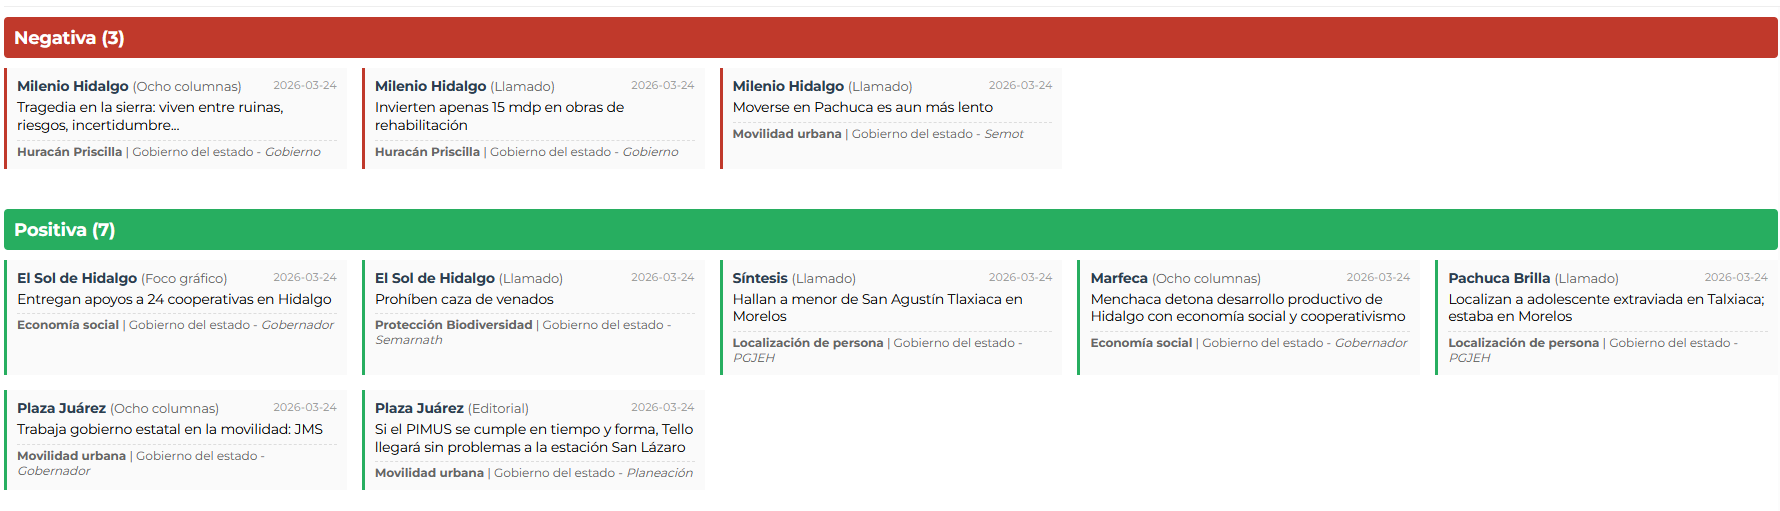 Negativa (3)
Milenio Hidalgo (Ocho columnas) 2026-03-24
Tragedia en la sierra: viven entre ruinas,
riesgos, incertidumbre...
Huracán Priscilla | Gobierno del estado - Gobierno
Milenio Hidalgo (Llamado) 2026-03-24
Invierten apenas 15 mdp en obras de
rehabilitación
Huracán Priscilla | Gobierno del estado - Gobierno
Milenio Hidalgo (Llamado) 2026-03-24
Moverse en Pachuca es aun más lento
Movilidad urbana | Gobierno del estado - Semot
Positiva (7)
El Sol de Hidalgo (Foco gráfico) 2026-03-24
Entregan apoyos a 24 cooperativas en Hidalgo
Economía social | Gobierno del estado - Gobernador
El Sol de Hidalgo (Llamado) 2026-03-24
Prohíben caza de venados
Protección Biodiversidad | Gobierno del estado -
Semarnath
Síntesis (Llamado) 2026-03-24
Hallan a menor de San Agustín Tlaxiaca en
Morelos
Localización de persona | Gobierno del estado -
PGJEH
Marfeca (Ocho columnas) 2026-03-24
Menchaca detona desarrollo productivo de
Hidalgo con economía social y cooperativismo
Economía social | Gobierno del estado - Gobernador
Pachuca Brilla (Llamado) 2026-03-24
Localizan a adolescente extraviada en Talxiaca;
estaba en Morelos
Localización de persona | Gobierno del estado -
PGJEH
Plaza Juárez (Ocho columnas) 2026-03-24
Trabaja gobierno estatal en la movilidad: JMS
Movilidad urbana | Gobierno del estado -
Gobernador
Plaza Juárez (Editorial) 2026-03-24
Si el PIMUS se cumple en tiempo y forma, Tello
llegará sin problemas a la estación San Lázaro
Movilidad urbana | Gobierno del estado - Planeación